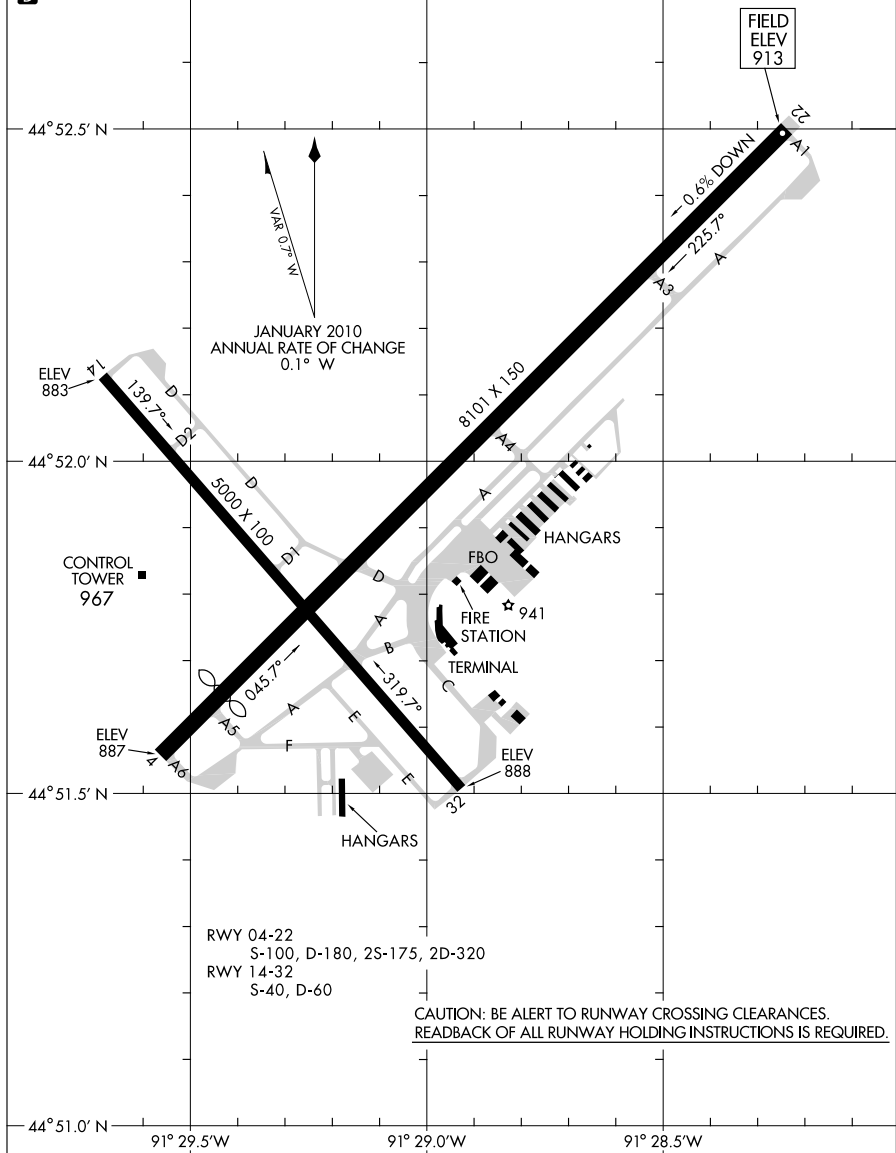 D
FIELD
ELEV
913
44°52.5' N
22
A1
0.6% DOWN
225.7°
A
A3
VAR 0.7° W
JANUARY 2010
ANNUAL RATE OF CHANGE
0.1° W
14
ELEV
883
139.7°
D
D2
8101 X 150
A4
44°52.0' N
5000 X 100
D
A
HANGARS
D1
FBO
CONTROL
TOWER
967
D
941
A
FIRE
STATION
B
TERMINAL
045.7°
319.7°
C
A
E
A5
F
ELEV
887
4
A6
E
ELEV
888
32
44°51.5' N
HANGARS
RWY 04-22
S-100, D-180, 2S-175, 2D-320
RWY 14-32
S-40, D-60
CAUTION: BE ALERT TO RUNWAY CROSSING CLEARANCES.
READBACK OF ALL RUNWAY HOLDING INSTRUCTIONS IS REQUIRED.
44°51.0' N
91° 29.5'W
91° 29.0'W
91° 28.5'W